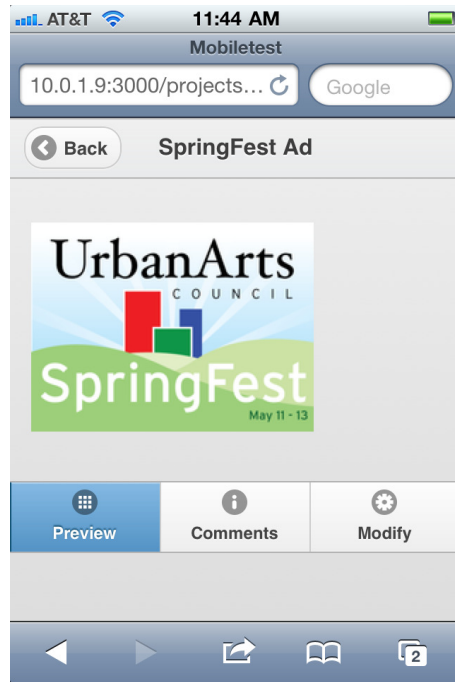 AT&T 11:44 AM
Mobiletest
10.0.1.9:3000/projects... Google
Back SpringFest Ad
UrbanArts
COUNCIL
SpringFest
May 11 - 13
Preview Comments Modify
2